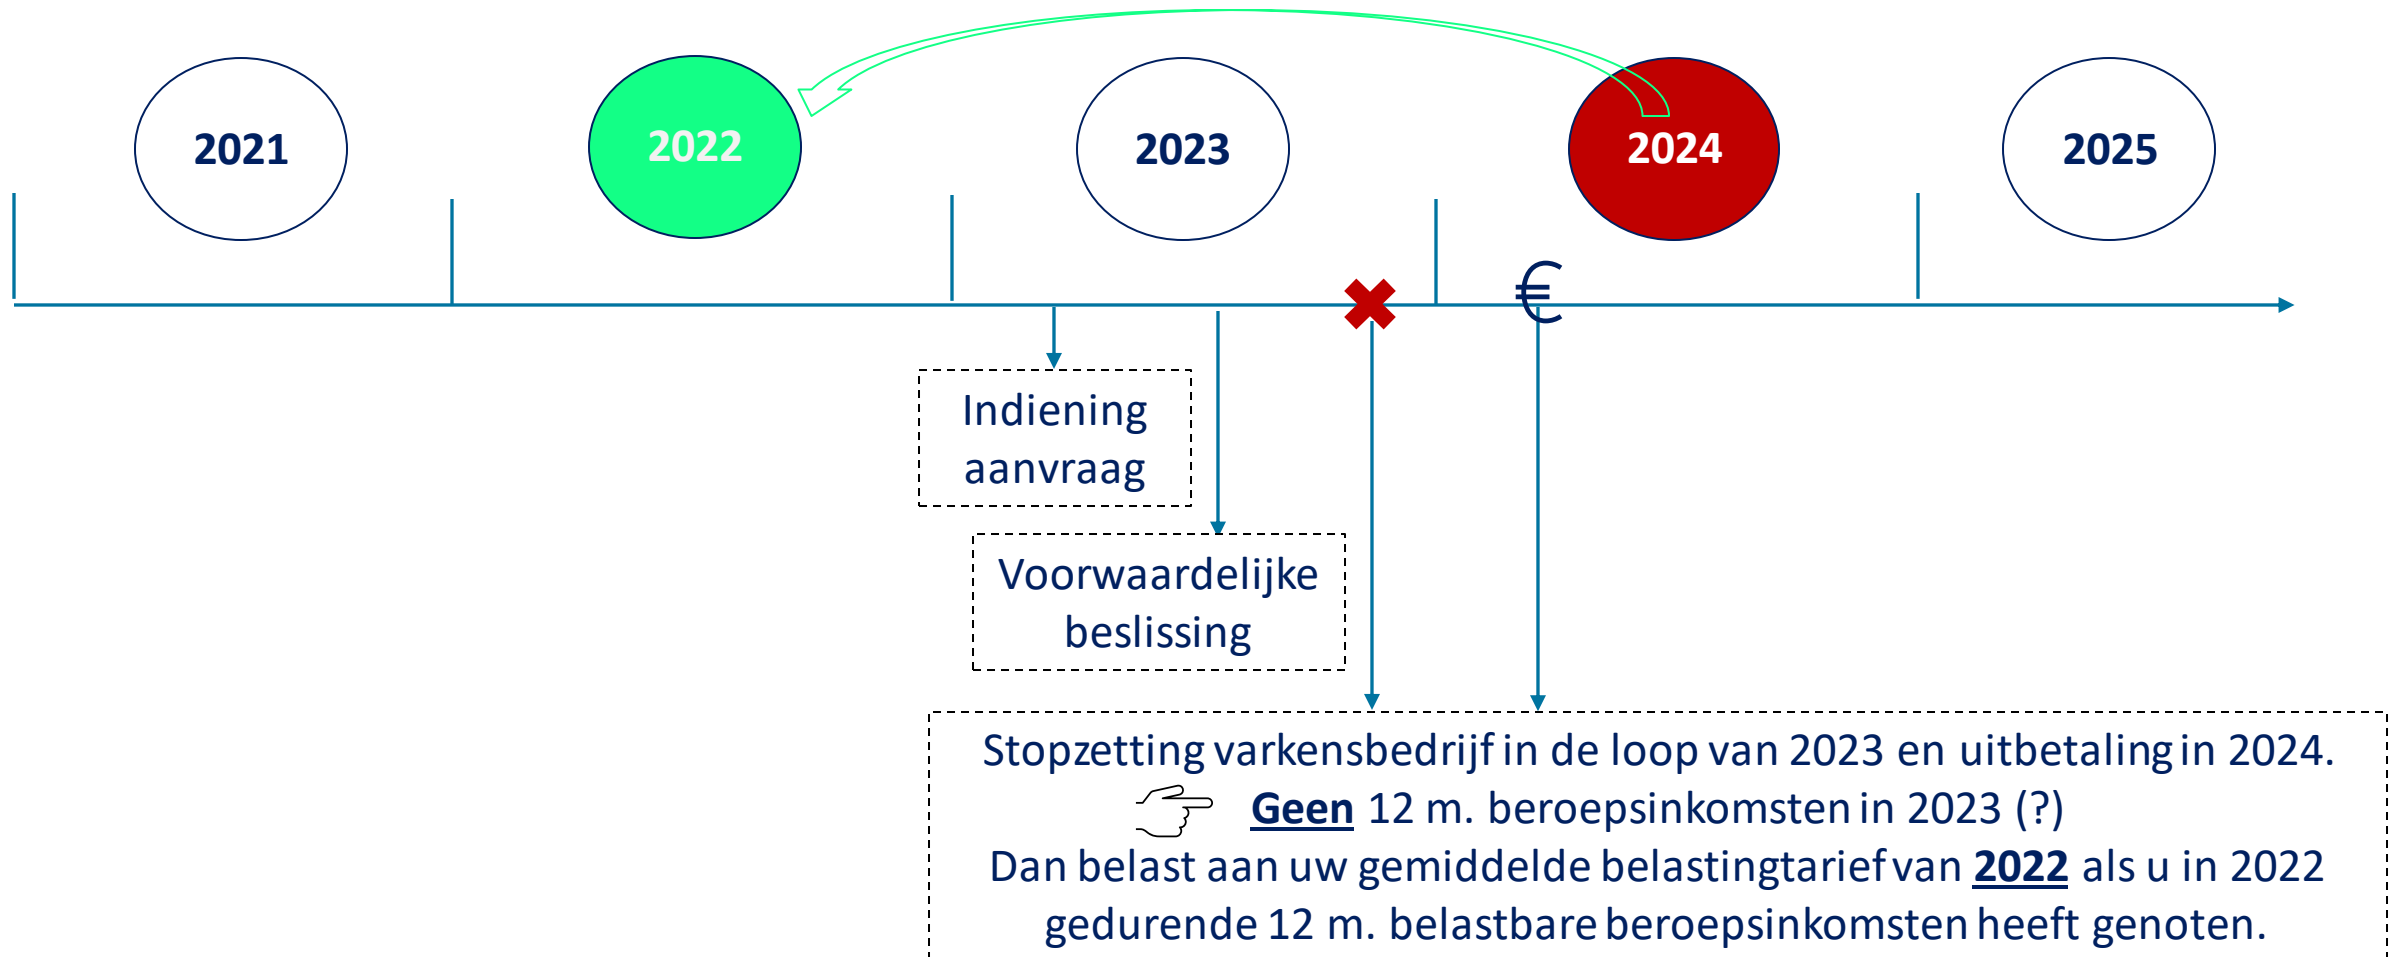 2021
2022
2023
2024
2025
€
Indiening
aanvraag
Voorwaardelijke
beslissing
Stopzetting varkensbedrijf in de loop van 2023 en uitbetaling in 2024.
Geen 12 m. beroepsinkomsten in 2023 (?)
Dan belast aan uw gemiddelde belastingtarief van 2022 als u in 2022
gedurende 12 m. belastbare beroepsinkomsten heeft genoten.